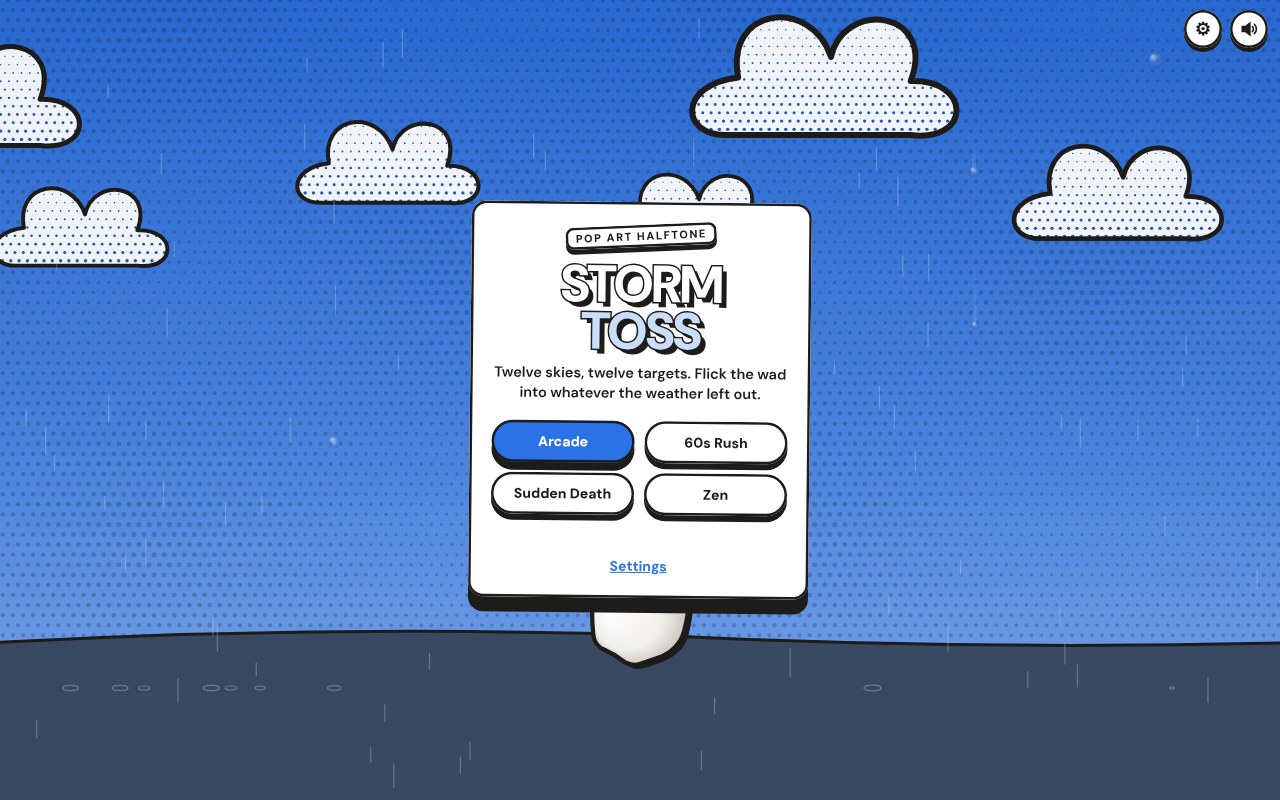 POP ART HALFTONE
STORM
TOSS
Twelve skies, twelve targets. Flick the wad
into whatever the weather left out.
Arcade
60s Rush
Sudden Death
Zen
Settings